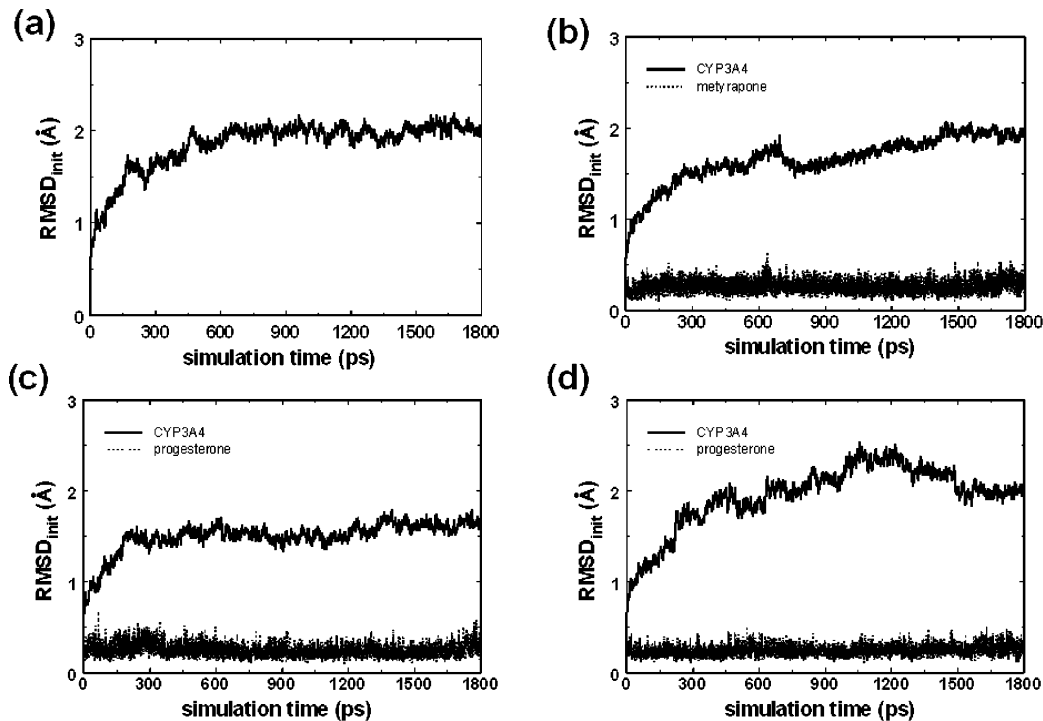 (a)
3
2
1
0
RMSDinit (Å)
0 300 600 900 1200 1500 1800
simulation time (ps)
(b)
3
2
1
0
RMSDinit (Å)
CYP3A4
metyrapone
0 300 600 900 1200 1500 1800
simulation time (ps)
(c)
3
2
1
0
RMSDinit (Å)
CYP3A4
progesterone
0 300 600 900 1200 1500 1800
simulation time (ps)
(d)
3
2
1
0
RMSDinit (Å)
CYP3A4
progesterone
0 300 600 900 1200 1500 1800
simulation time (ps)